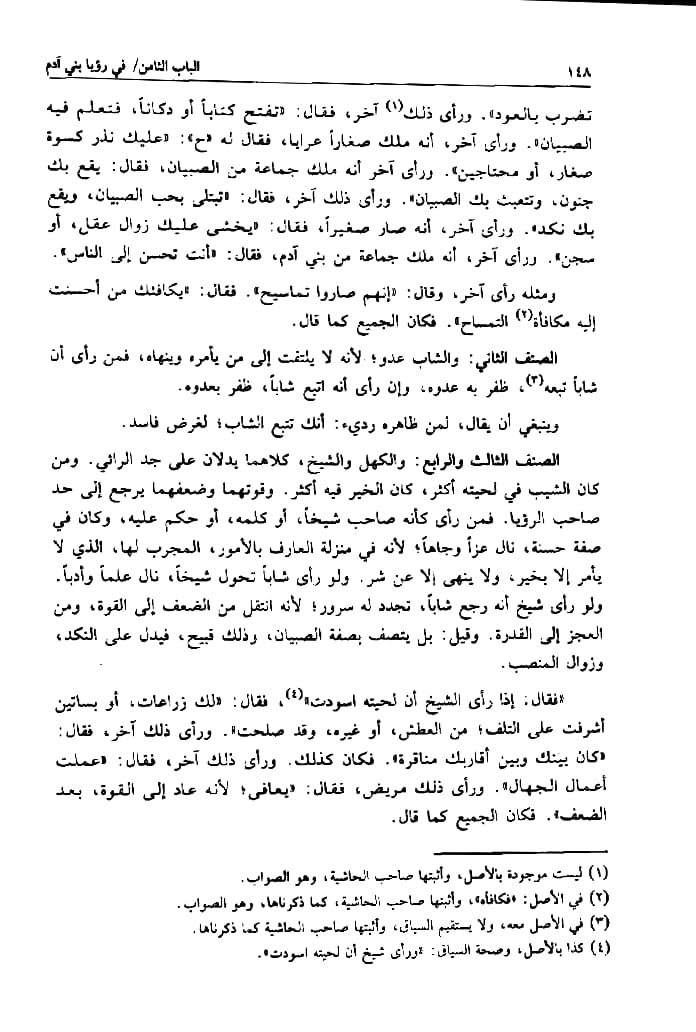 ١٤٨
الباب الثامن/ في رؤيا بني آدم
تضرب بالعود». ورأى ذلك(١) آخر، فقال: «تفتح كتاباً أو دكاناً، فتعلم فيه
الصبيان». ورأى آخر، أنه ملك صغاراً عرايا، فقال له «ح»: «عليك نذر كسوة
صغار، أو محتاجين». ورأى آخر أنه ملك جماعة من الصبيان، فقال: يقع بك
جنون، وتتعبث بك الصبيان». ورأى ذلك آخر، فقال: «تبتلى بحب الصبيان، ويقع
بك نكد». ورأى آخر، أنه صار صغيراً، فقال: «يخشى عليك زوال عقل، أو
سجن». ورأى آخر، أنه ملك جماعة من بني آدم، فقال: «أنت تحسن إلى الناس».
ومثله رأى آخر، وقال: «إنهم صاروا تماسيح». فقال: «يكافئك من أحسنت
إليه مكافأة(٢) التمساح». فكان الجميع كما قال.
الصنف الثاني: والشاب عدو؛ لأنه لا يلتفت إلى من يأمره وينهاه، فمن رأى أن
شاباً تبعه(٣)، ظفر به عدوه، وإن رأى أنه اتبع شاباً، ظفر بعدوه.
وينبغي أن يقال، لمن ظاهره رديء: أنك تتبع الشاب؛ لغرض فاسد.
الصنف الثالث والرابع: والكهل والشيخ، كلاهما يدلان على جد الرائي. ومن
كان الشيب في لحيته أكثر، كان الخير فيه أكثر. وقوتهما وضعفهما يرجع إلى حد
صاحب الرؤيا. فمن رأى كأنه صاحب شيخاً، أو كلمه، أو حكم عليه، وكان في
صفة حسنة، نال عزاً وجاهاً؛ لأنه في منزلة العارف بالأمور، المجرب لها، الذي لا
يأمر إلا بخير، ولا ينهى إلا عن شر. ولو رأى شاباً تحول شيخاً، نال علماً وأدباً.
ولو رأى شيخ أنه رجع شاباً، تجدد له سرور؛ لأنه انتقل من الضعف إلى القوة، ومن
العجز إلى القدرة. وقيل: بل يتصف بصفة الصبيان، وذلك قبيح، فيدل على النكد،
وزوال المنصب.
«فقال: إذا رأى الشيخ أن لحيته اسودت»(٤)، فقال: «لك زراعات، أو بساتين
أشرفت على التلف؛ من العطش، أو غيره، وقد صلحت». ورأى ذلك آخر، فقال:
«كان بينك وبين أقاربك مناقرة». فكان كذلك. ورأى ذلك آخر، فقال: «عملت
أعمال الجهال». ورأى ذلك مريض، فقال: «يعافى؛ لأنه عاد إلى القوة، بعد
الضعف». فكان الجميع كما قال.
(١) ليست موجودة بالأصل، وأثبتها صاحب الحاشية، وهو الصواب.
(٢) في الأصل: «فكافأه»، وأثبتها صاحب الحاشية، كما ذكرناها، وهو الصواب.
(٣) في الأصل معه، ولا يستقيم السياق، وأثبتها صاحب الحاشية كما ذكرناها.
(٤) كذا بالأصل، وصحة السياق: «ورأى شيخ أن لحيته اسودت».